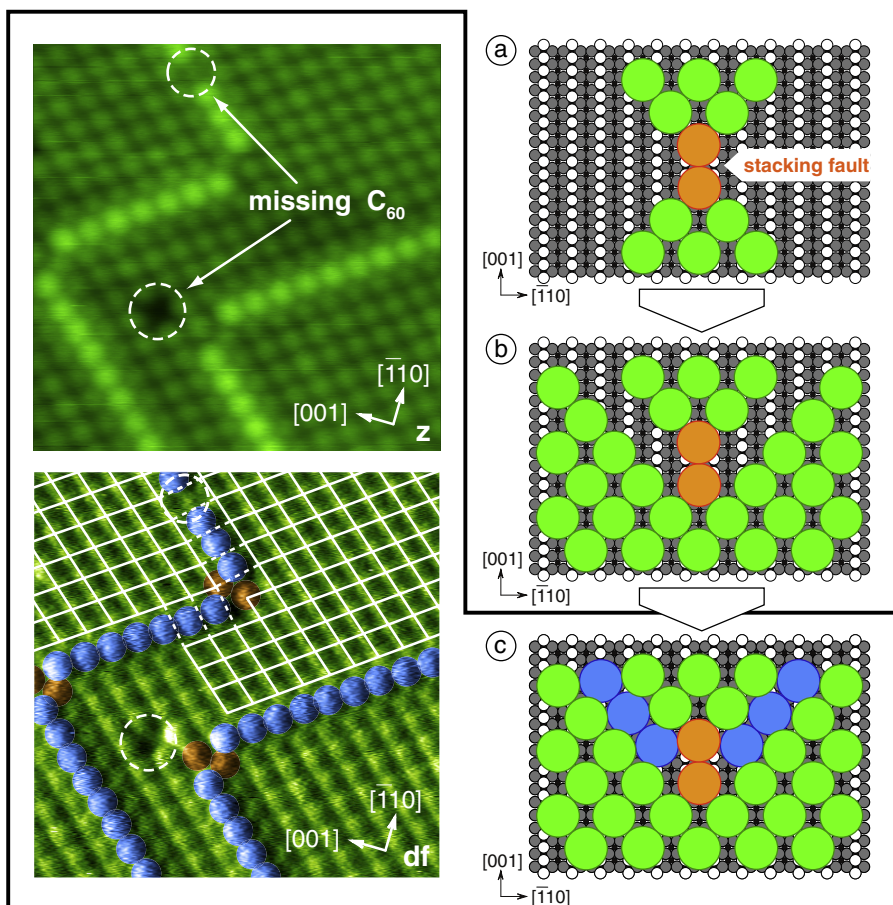 missing C₆₀
[1̅10]
[001]
z
[1̅10]
[001]
df
a
stacking fault
[001]
[1̅10]
b
[001]
[1̅10]
c
[001]
[1̅10]